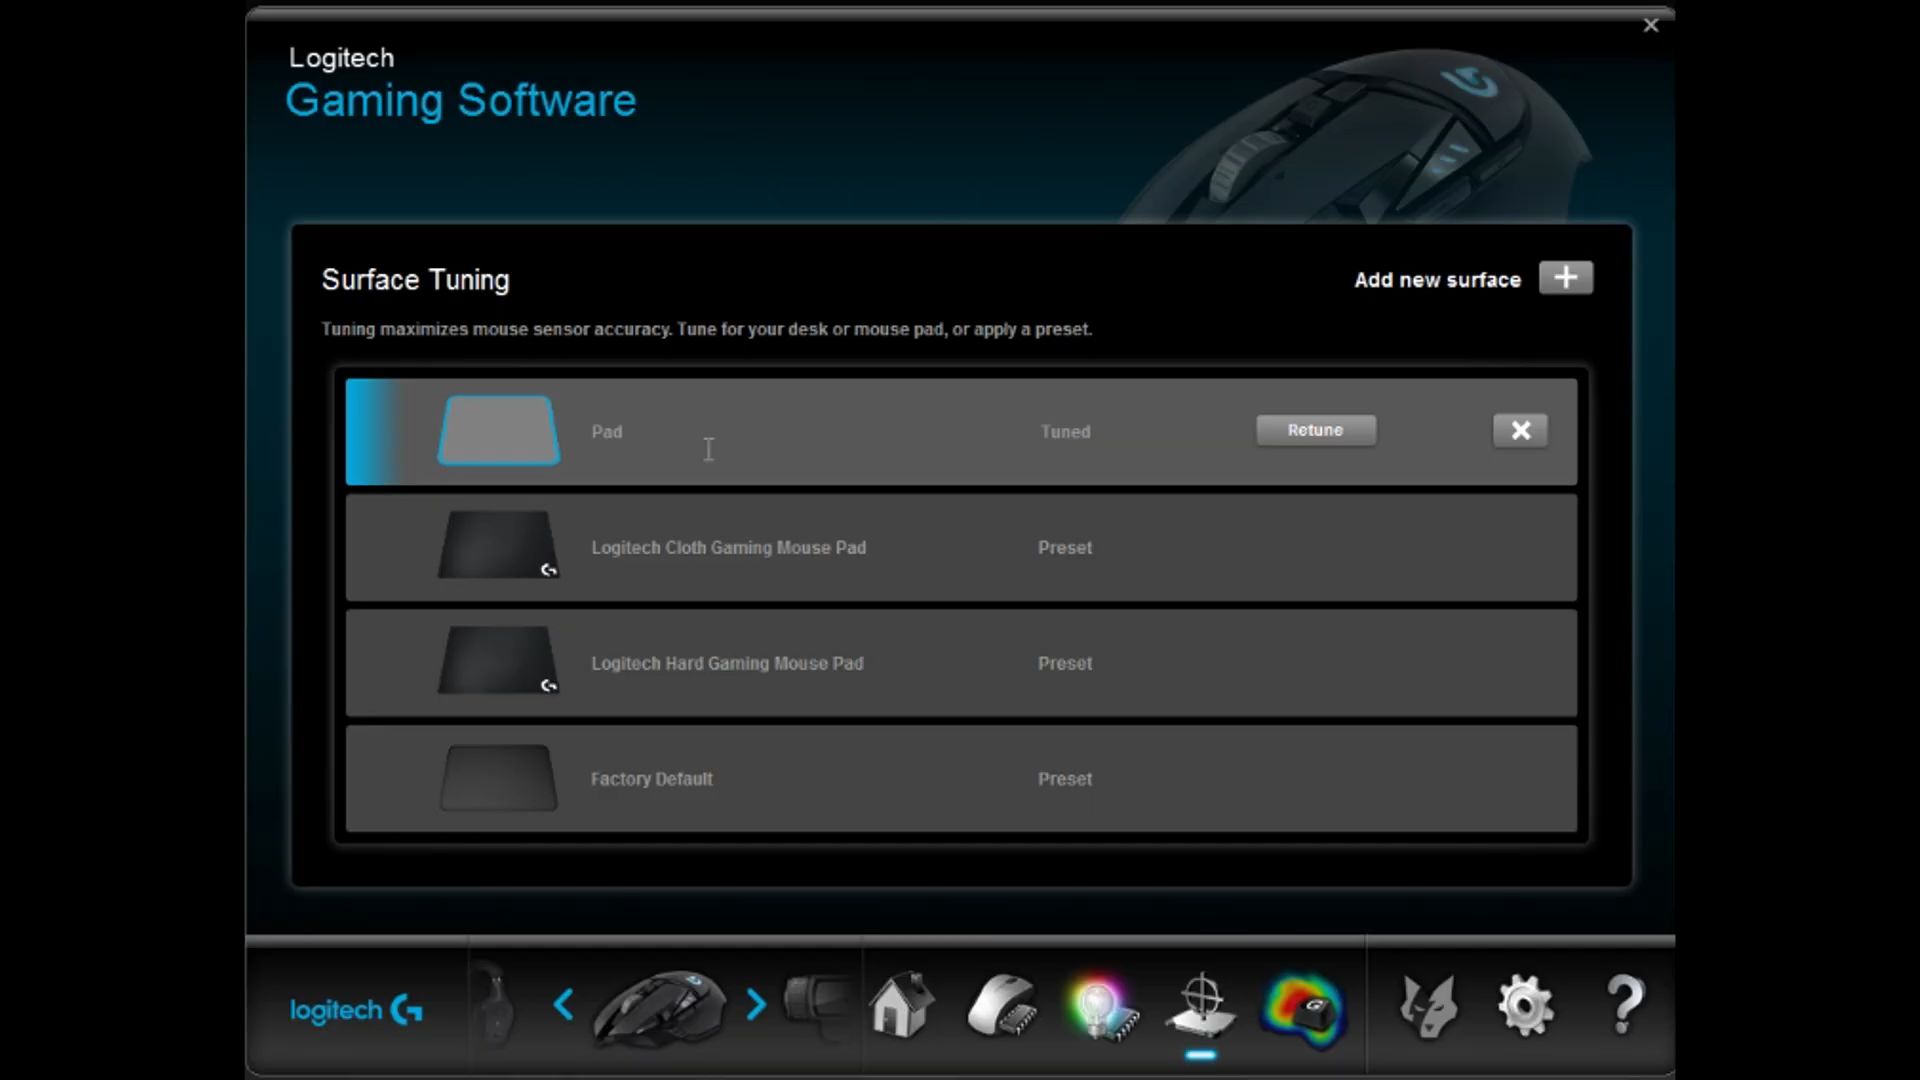 Logitech
Gaming Software
Surface Tuning
Add new surface
Tuning maximizes mouse sensor accuracy. Tune for your desk or mouse pad, or apply a preset.
Pad Tuned Retune
Logitech Cloth Gaming Mouse Pad Preset
Logitech Hard Gaming Mouse Pad Preset
Factory Default Preset
logitech